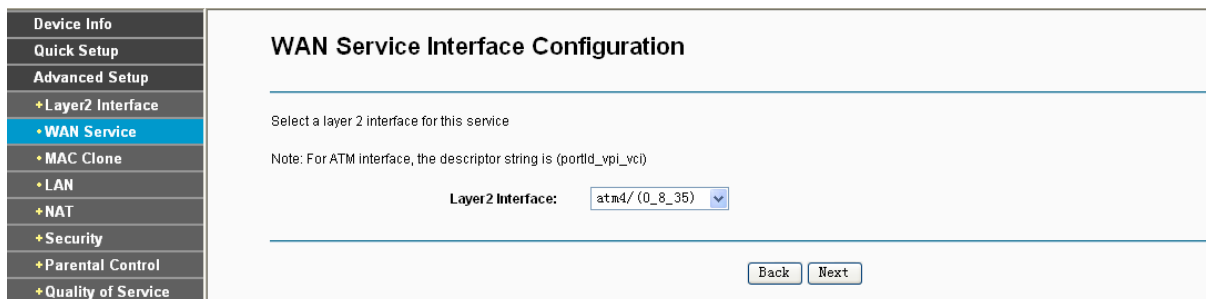 Device Info
Quick Setup
Advanced Setup
+Layer2 Interface
•WAN Service
•MAC Clone
•LAN
+NAT
+Security
+Parental Control
+Quality of Service
WAN Service Interface Configuration
Select a layer 2 interface for this service
Note: For ATM interface, the descriptor string is (portId_vpi_vci)
Layer2 Interface: atm4/(0_8_35)
Back Next